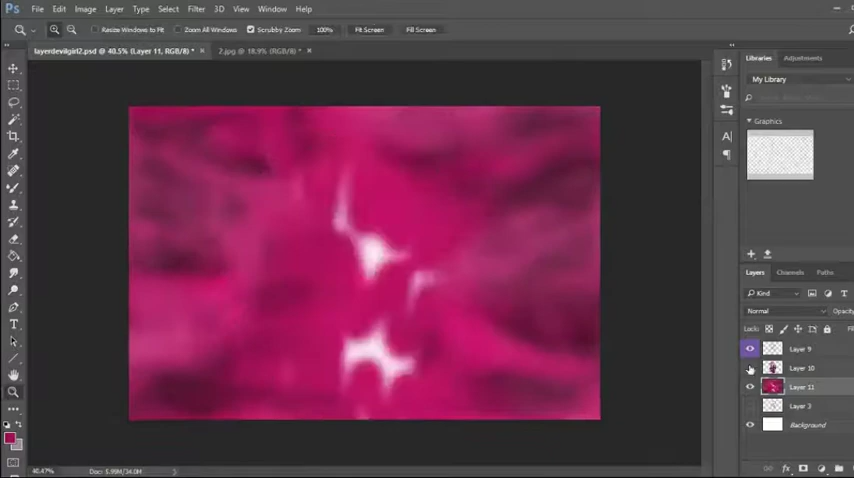 Ps File Edit Image Layer Type Select Filter 3D View Window Help
Resize Windows to Fit Zoom All Windows Scrubby Zoom 100% Fit Screen Fill Screen
layerdevilgirl2.psd @ 40.5% (Layer 11, RGB/8) * × 2.jpg @ 18.9% (RGB/8*) * ×
Libraries Adjustments
My Library
Graphics
Layers Channels Paths
Kind
Normal Opacity
Lock:
Layer 9
Layer 10
Layer 11
Layer 3
Background
40.47% Doc: 5.99M/34.0M